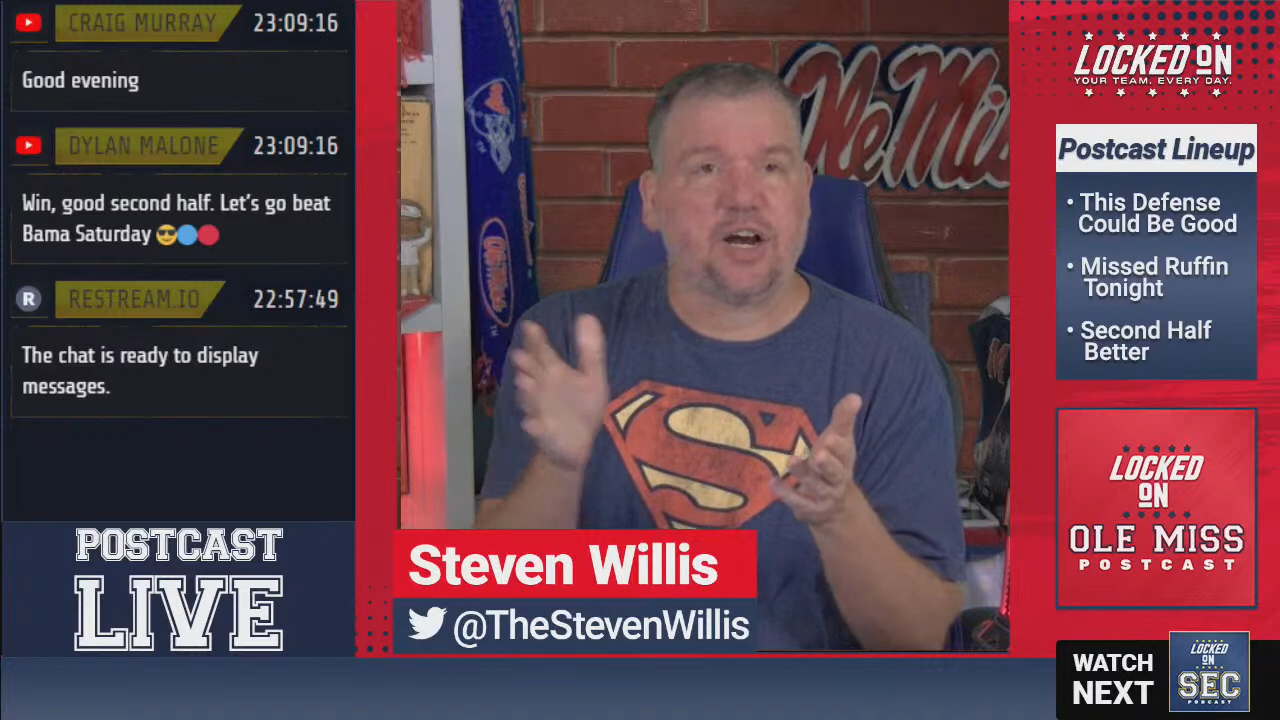 CRAIG MURRAY 23:09:16
Good evening
DYLAN MALONE 23:09:16
Win, good second half. Let's go beat
Bama Saturday 😎🔵🔴
R RESTREAM.IO 22:57:49
The chat is ready to display
messages.
POSTCAST
LIVE
Ole Miss
S
Steven Willis
@TheStevenWillis
LOCKED ON
YOUR TEAM. EVERY DAY.
Postcast Lineup
• This Defense
Could Be Good
• Missed Ruffin
Tonight
• Second Half
Better
LOCKED
ON
OLE MISS
POSTCAST
WATCH
NEXT
LOCKED
ON
SEC
POSTCAST